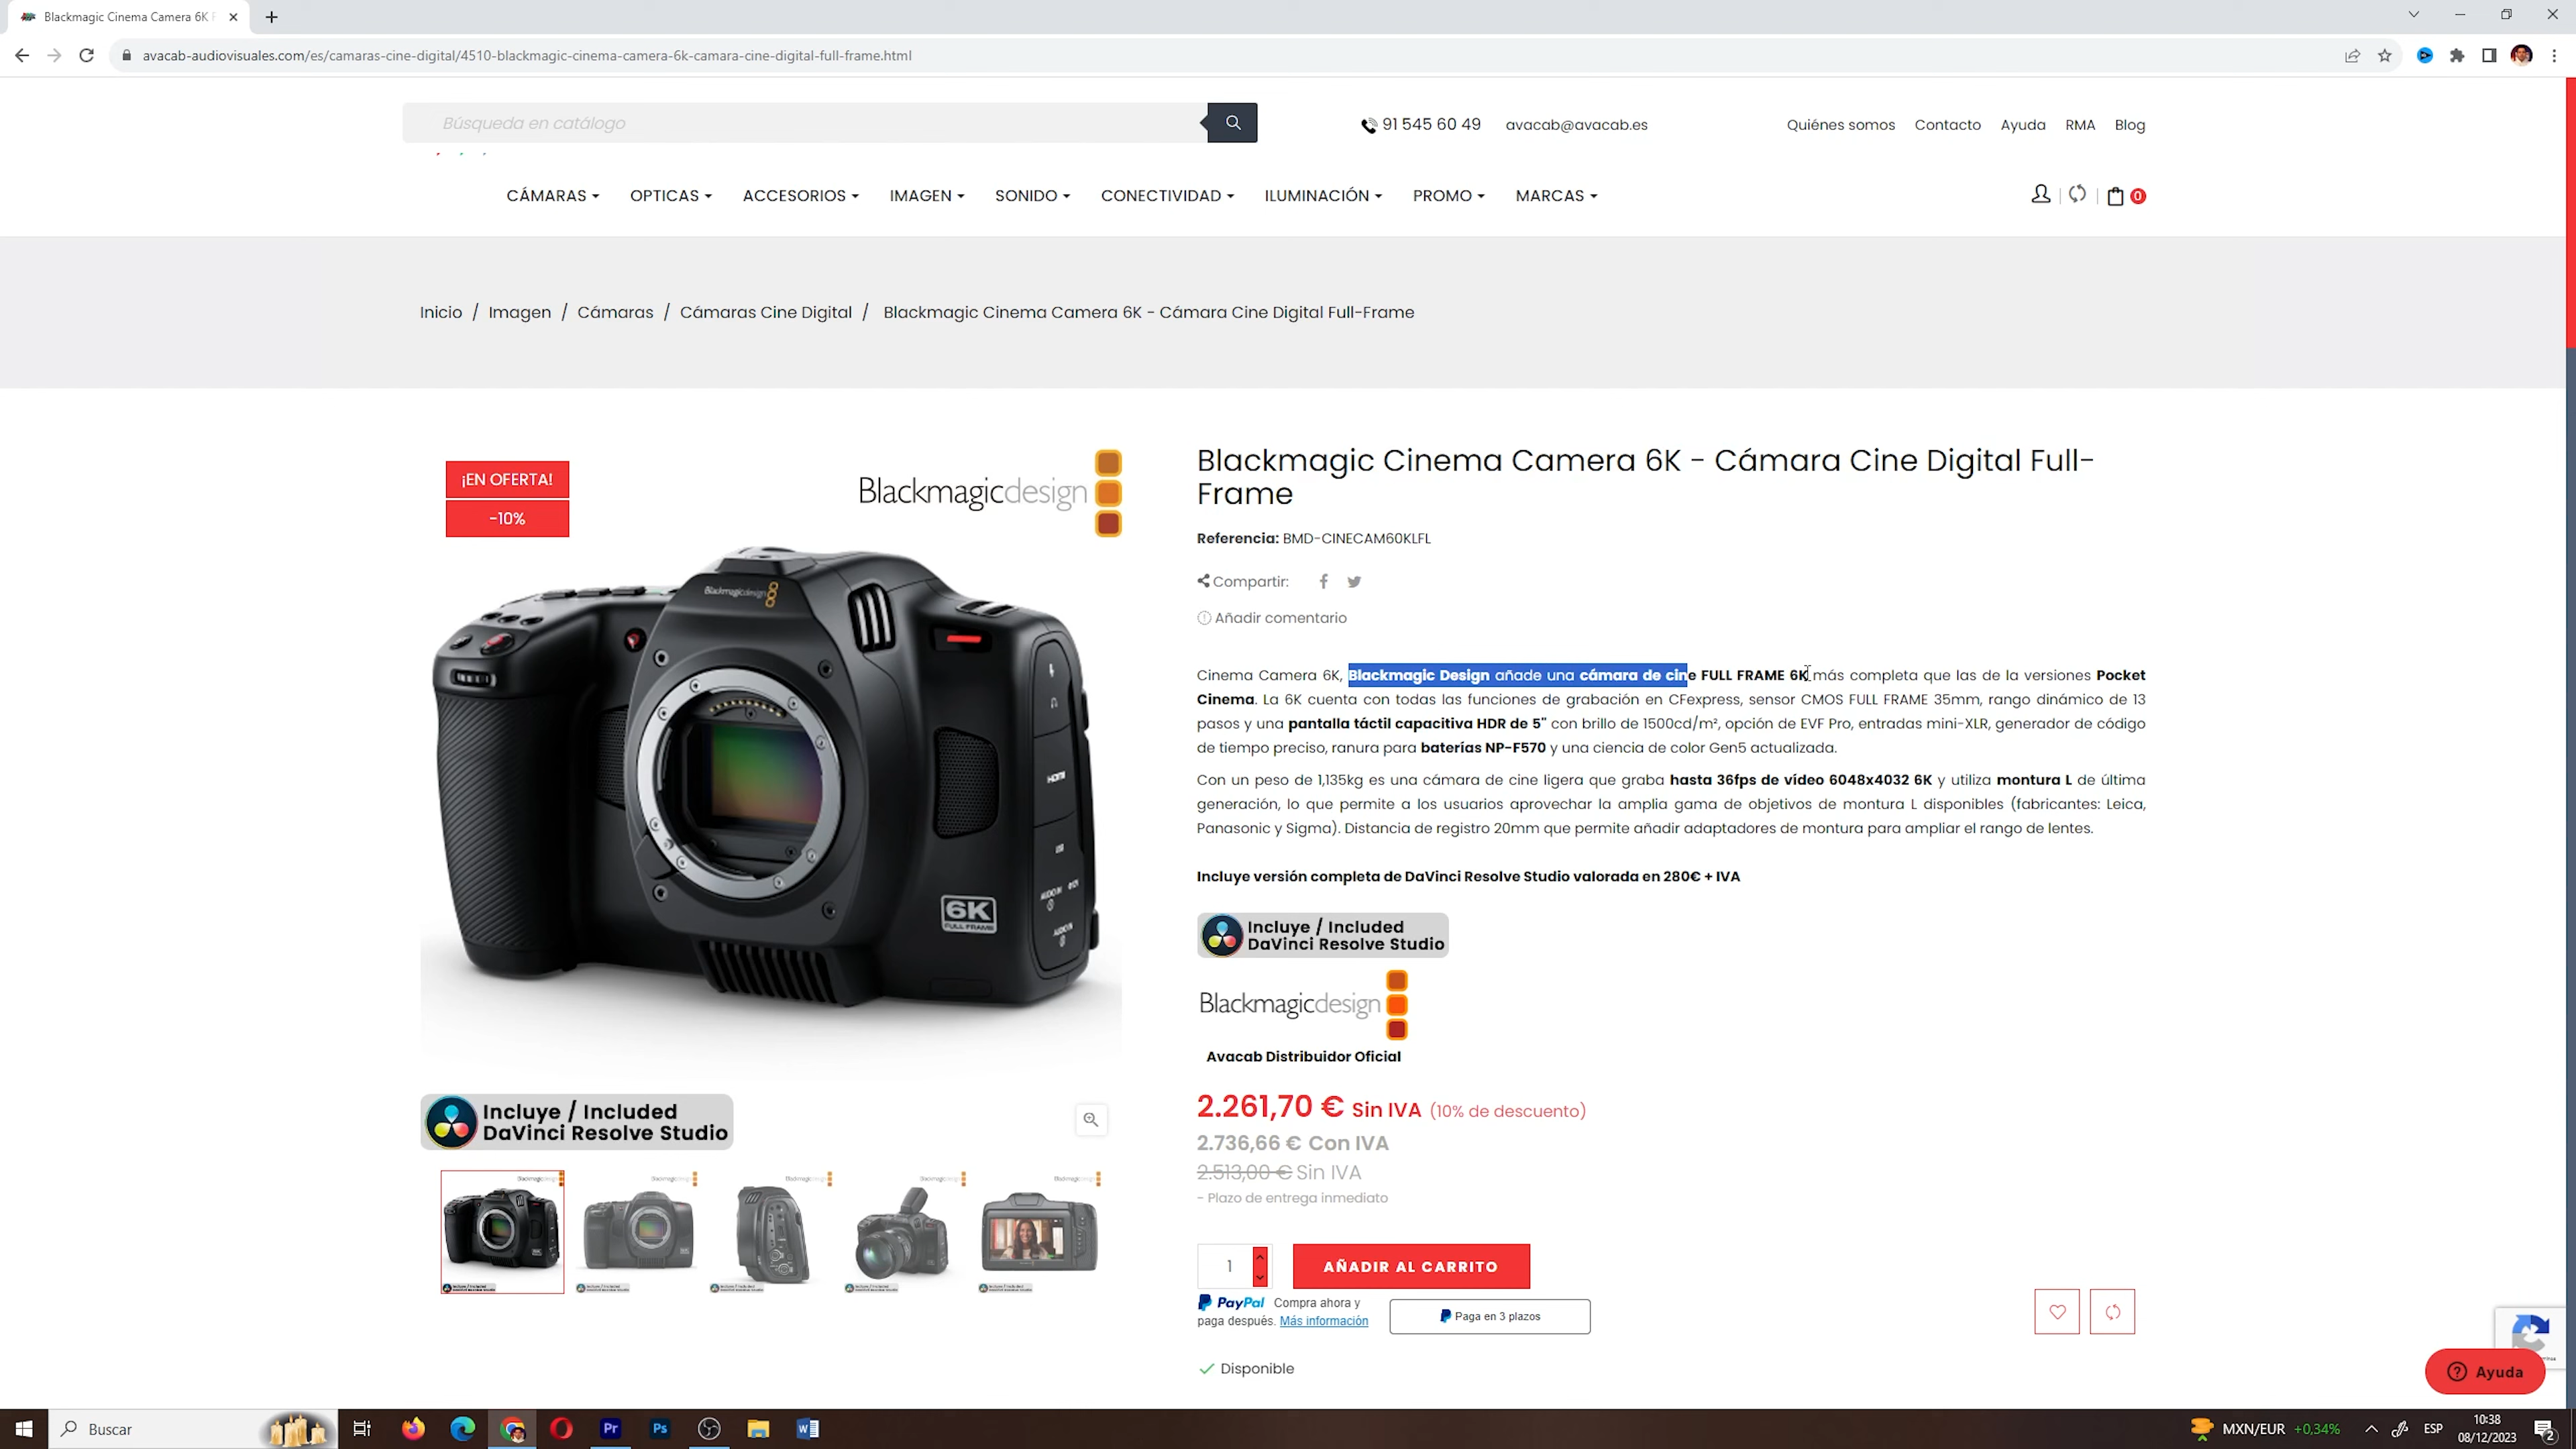 Blackmagic Cinema Camera 6K
avacab-audiovisuales.com/es/camaras-cine-digital/4510-blackmagic-cinema-camera-6k-camara-cine-digital-full-frame.html
Búsqueda en catálogo
91 545 60 49 avacab@avacab.es
Quiénes somos Contacto Ayuda RMA Blog
CÁMARAS OPTICAS ACCESORIOS IMAGEN SONIDO CONECTIVIDAD ILUMINACIÓN PROMO MARCAS
0
Inicio / Imagen / Cámaras / Cámaras Cine Digital / Blackmagic Cinema Camera 6K - Cámara Cine Digital Full-Frame
¡EN OFERTA!
-10%
Blackmagicdesign
Blackmagicdesign
HDMI
USB
AUDIO IN
AUDIO IN
6K
FULL FRAME
Incluye / Included
DaVinci Resolve Studio
Blackmagic Cinema Camera 6K - Cámara Cine Digital Full-
Frame
Referencia: BMD-CINECAM60KLFL
Compartir:
Añadir comentario
Cinema Camera 6K, Blackmagic Design añade una cámara de cine FULL FRAME 6K más completa que las de la versiones Pocket
Cinema. La 6K cuenta con todas las funciones de grabación en CFexpress, sensor CMOS FULL FRAME 35mm, rango dinámico de 13
pasos y una pantalla táctil capacitiva HDR de 5" con brillo de 1500cd/m², opción de EVF Pro, entradas mini-XLR, generador de código
de tiempo preciso, ranura para baterías NP-F570 y una ciencia de color Gen5 actualizada.
Con un peso de 1,135kg es una cámara de cine ligera que graba hasta 36fps de vídeo 6048x4032 6K y utiliza montura L de última
generación, lo que permite a los usuarios aprovechar la amplia gama de objetivos de montura L disponibles (fabricantes: Leica,
Panasonic y Sigma). Distancia de registro 20mm que permite añadir adaptadores de montura para ampliar el rango de lentes.
Incluye versión completa de DaVinci Resolve Studio valorada en 280€ + IVA
Incluye / Included
DaVinci Resolve Studio
Blackmagicdesign
Avacab Distribuidor Oficial
2.261,70 € Sin IVA (10% de descuento)
2.736,66 € Con IVA
2.513,00 € Sin IVA
- Plazo de entrega inmediato
1
AÑADIR AL CARRITO
PayPal Compra ahora y
paga después. Más información
Paga en 3 plazos
Disponible
Ayuda
Buscar
Pr
Ps
MXN/EUR +0,34%
ESP
10:38
08/12/2023
2